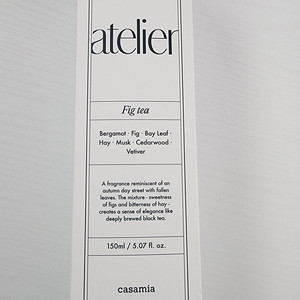 atelier
Fig tea
Bergamot · Fig · Bay Leaf ·
Hay · Musk · Cedarwood ·
Vetiver
A fragrance reminiscent of an
autumn day street with fallen
leaves. The mixture - sweetness
of figs and bitterness of hay -
creates a sense of elegance like
deeply brewed black tea.
150ml / 5.07 fl. oz.
casamia